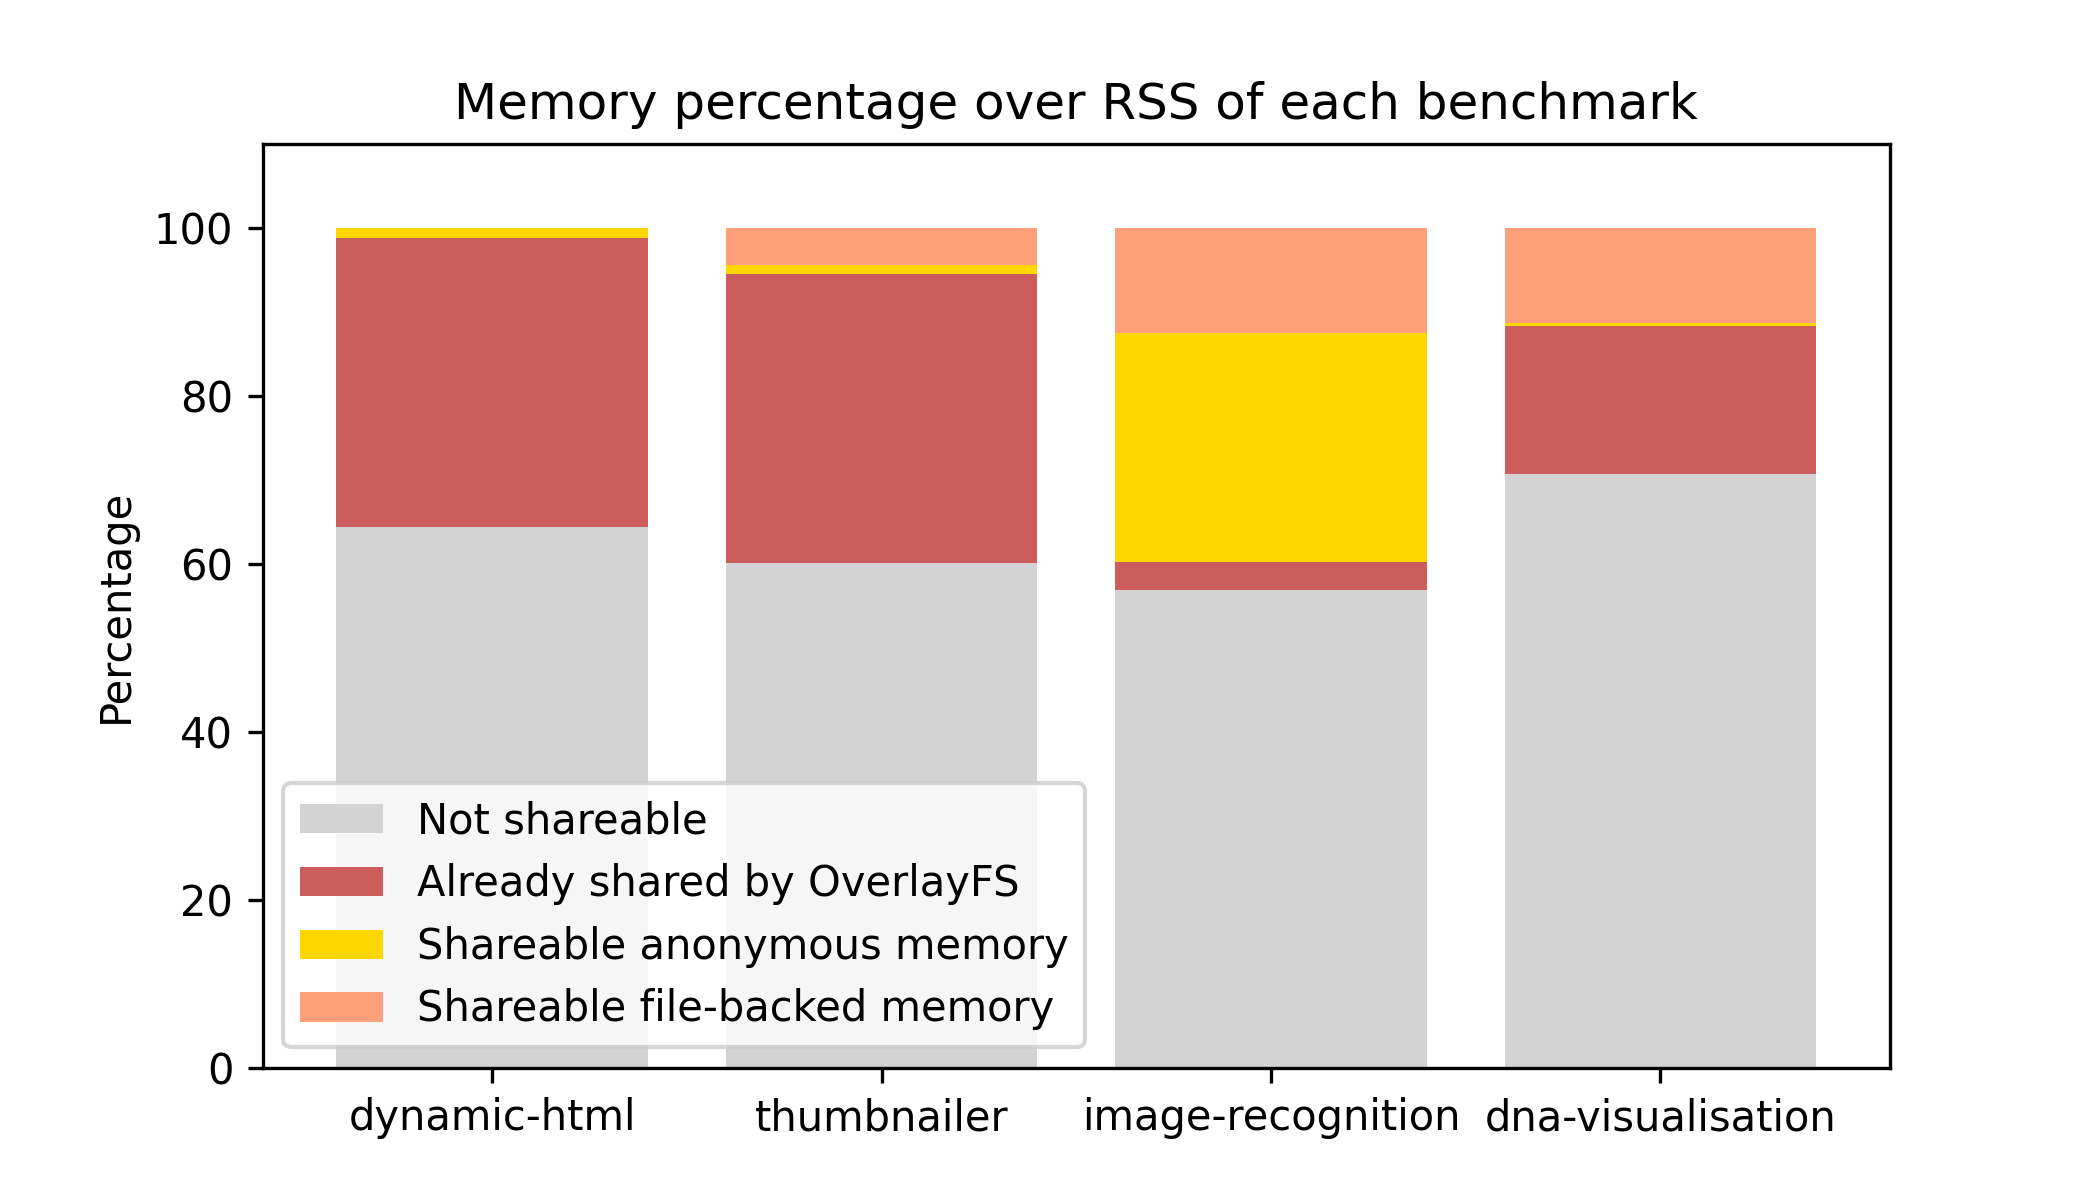 Memory percentage over RSS of each benchmark
100
80
60
40
20
0
Percentage
Not shareable
Already shared by OverlayFS
Shareable anonymous memory
Shareable file-backed memory
dynamic-html thumbnailer image-recognition dna-visualisation